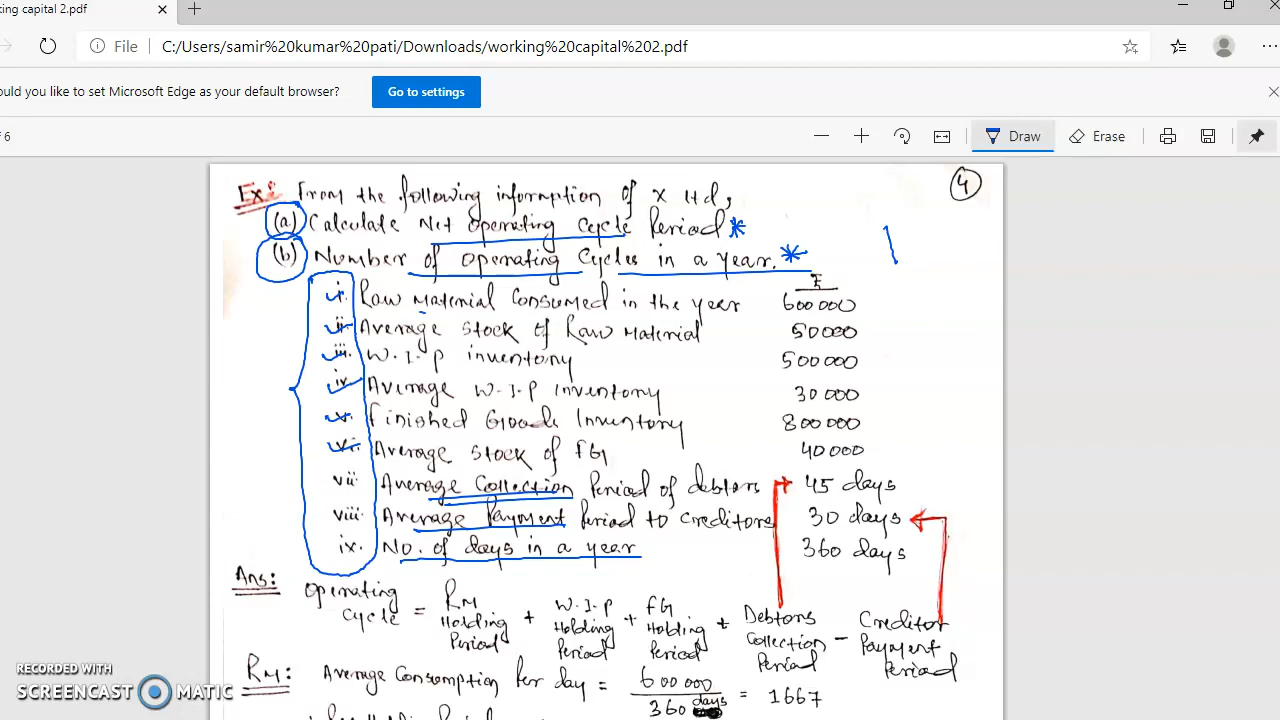 king capital 2.pdf
File C:/Users/samir%20kumar%20pati/Downloads/working%20capital%202.pdf
ould you like to set Microsoft Edge as your default browser? Go to settings
of 6 Draw Erase
Ex: From the following information of X Ltd, 4
(a) Calculate Net operating cycle Period *
(b) Number of operating Cycles in a year. *
₹
i. Raw Material Consumed in the year 600000
ii. Average stock of Raw Material 50000
iii. W.I.P inventory 500000
iv. Average W.I.P Inventory 30000
v. Finished Goods Inventory 800000
vi. Average stock of FG 40000
vii. Average Collection Period of debtors 45 days
viii. Average Payment Period to Creditors 30 days
ix. No. of days in a year 360 days
Ans: Operating Cycle = RM Holding Period + W.I.P Holding Period + FG Holding Period + Debtors Collection Period - Creditor Payment Period
RM: Average Consumption Per day = 600000 / 360 days = 1667
RECORDED WITH
SCREENCAST MATIC